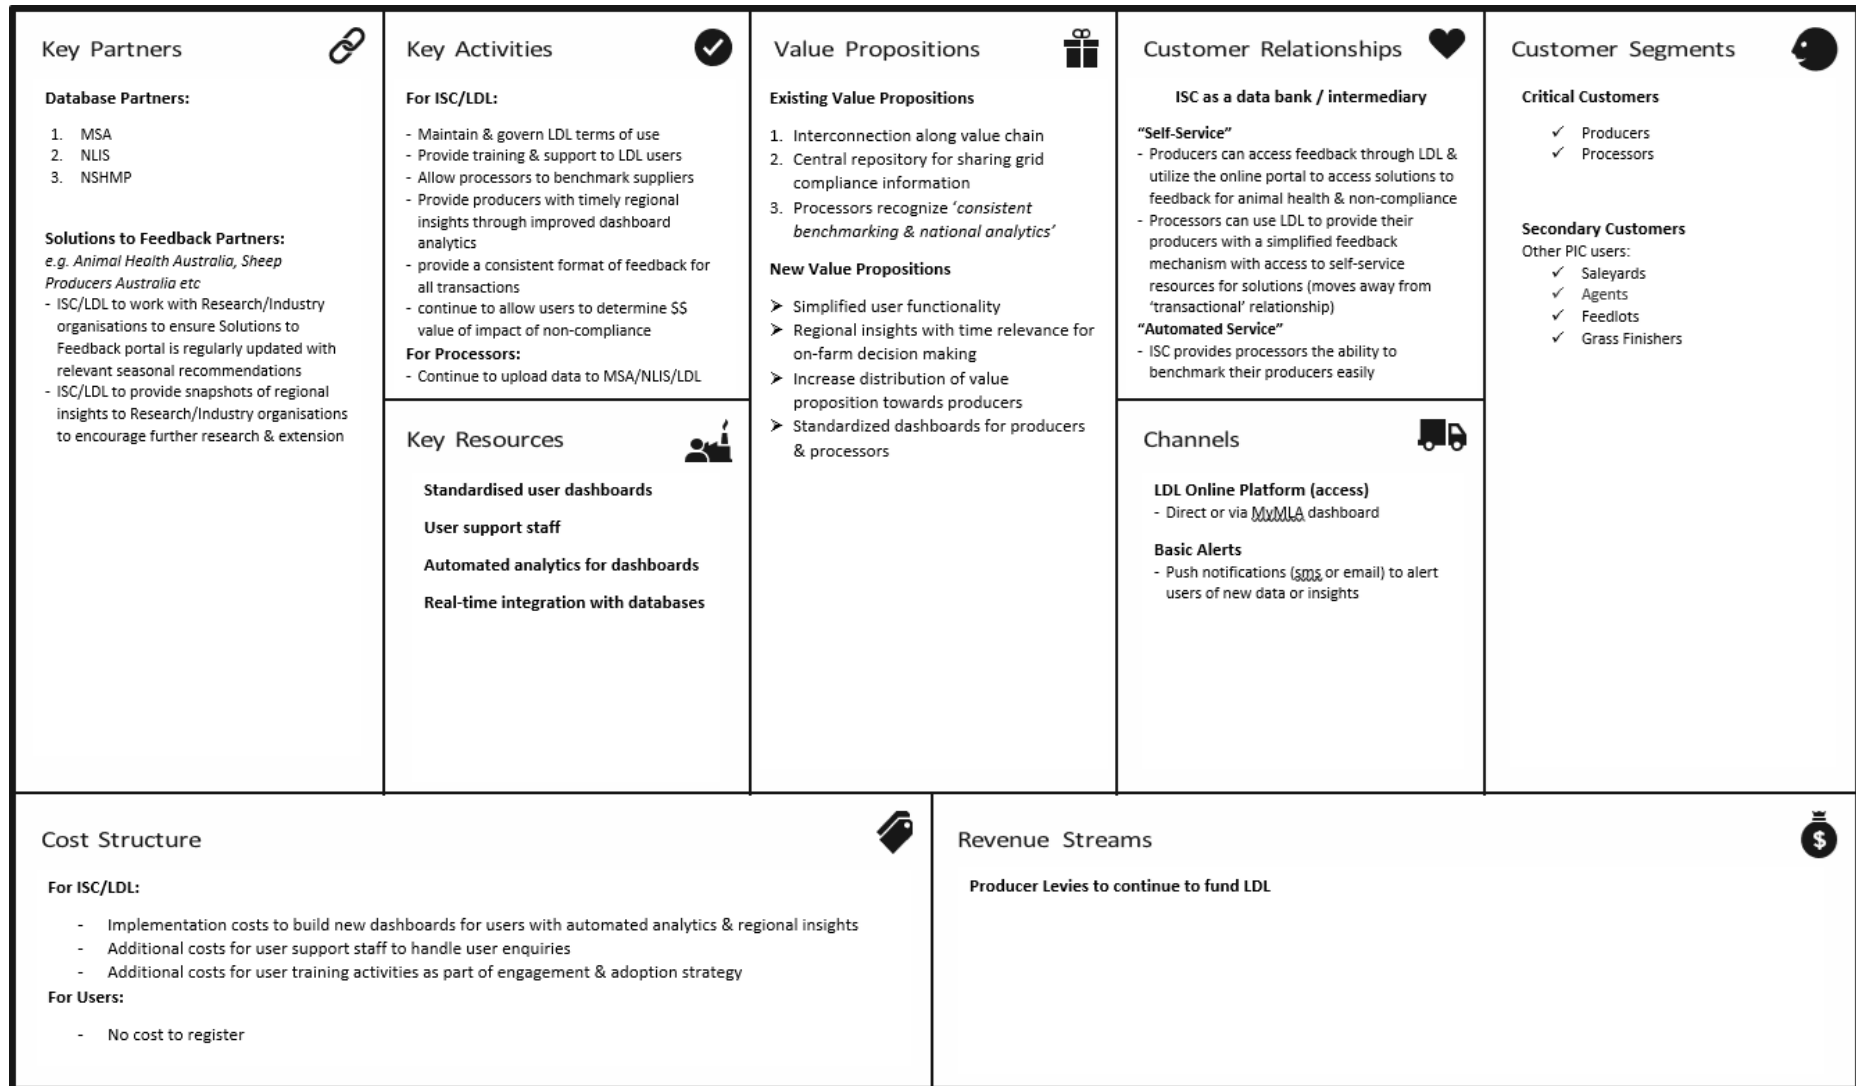 Key Partners
Database Partners:
1. MSA
2. NLIS
3. NSHMP
Solutions to Feedback Partners:
e.g. Animal Health Australia, Sheep
Producers Australia etc
- ISC/LDL to work with Research/Industry
organisations to ensure Solutions to
Feedback portal is regularly updated with
relevant seasonal recommendations
- ISC/LDL to provide snapshots of regional
insights to Research/Industry organisations
to encourage further research & extension
Key Activities
For ISC/LDL:
- Maintain & govern LDL terms of use
- Provide training & support to LDL users
- Allow processors to benchmark suppliers
- Provide producers with timely regional
insights through improved dashboard
analytics
- provide a consistent format of feedback for
all transactions
- continue to allow users to determine $$
value of impact of non-compliance
For Processors:
- Continue to upload data to MSA/NLIS/LDL
Key Resources
Standardised user dashboards
User support staff
Automated analytics for dashboards
Real-time integration with databases
Value Propositions
Existing Value Propositions
1. Interconnection along value chain
2. Central repository for sharing grid
compliance information
3. Processors recognize ‘consistent
benchmarking & national analytics’
New Value Propositions
➤ Simplified user functionality
➤ Regional insights with time relevance for
on-farm decision making
➤ Increase distribution of value
proposition towards producers
➤ Standardized dashboards for producers
& processors
Customer Relationships
ISC as a data bank / intermediary
“Self-Service”
- Producers can access feedback through LDL &
utilize the online portal to access solutions to
feedback for animal health & non-compliance
- Processors can use LDL to provide their
producers with a simplified feedback
mechanism with access to self-service
resources for solutions (moves away from
‘transactional’ relationship)
“Automated Service”
- ISC provides processors the ability to
benchmark their producers easily
Channels
LDL Online Platform (access)
- Direct or via MyMLA dashboard
Basic Alerts
- Push notifications (sms or email) to alert
users of new data or insights
Customer Segments
Critical Customers
✓ Producers
✓ Processors
Secondary Customers
Other PIC users:
✓ Saleyards
✓ Agents
✓ Feedlots
✓ Grass Finishers
Cost Structure
For ISC/LDL:
- Implementation costs to build new dashboards for users with automated analytics & regional insights
- Additional costs for user support staff to handle user enquiries
- Additional costs for user training activities as part of engagement & adoption strategy
For Users:
- No cost to register
Revenue Streams
$
Producer Levies to continue to fund LDL